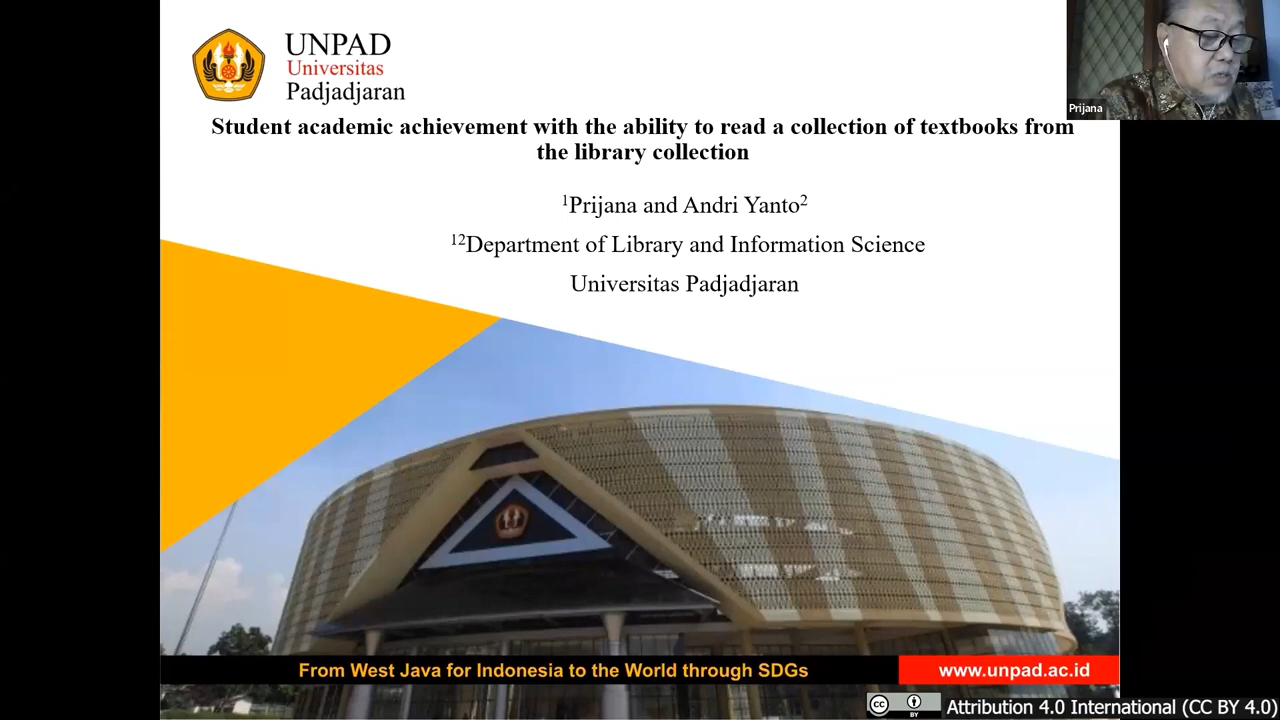 UNPAD
Universitas
Padjadjaran
Prijana
Student academic achievement with the ability to read a collection of textbooks from
the library collection
¹Prijana and Andri Yanto²
¹²Department of Library and Information Science
Universitas Padjadjaran
From West Java for Indonesia to the World through SDGs
www.unpad.ac.id
cc BY Attribution 4.0 International (CC BY 4.0)